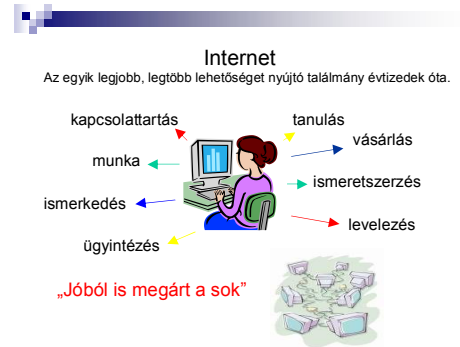 Internet
Az egyik legjobb, legtöbb lehetőséget nyújtó találmány évtizedek óta.
kapcsolattartás
tanulás
vásárlás
munka
ismeretszerzés
ismerkedés
levelezés
ügyintézés
„Jóból is megárt a sok”